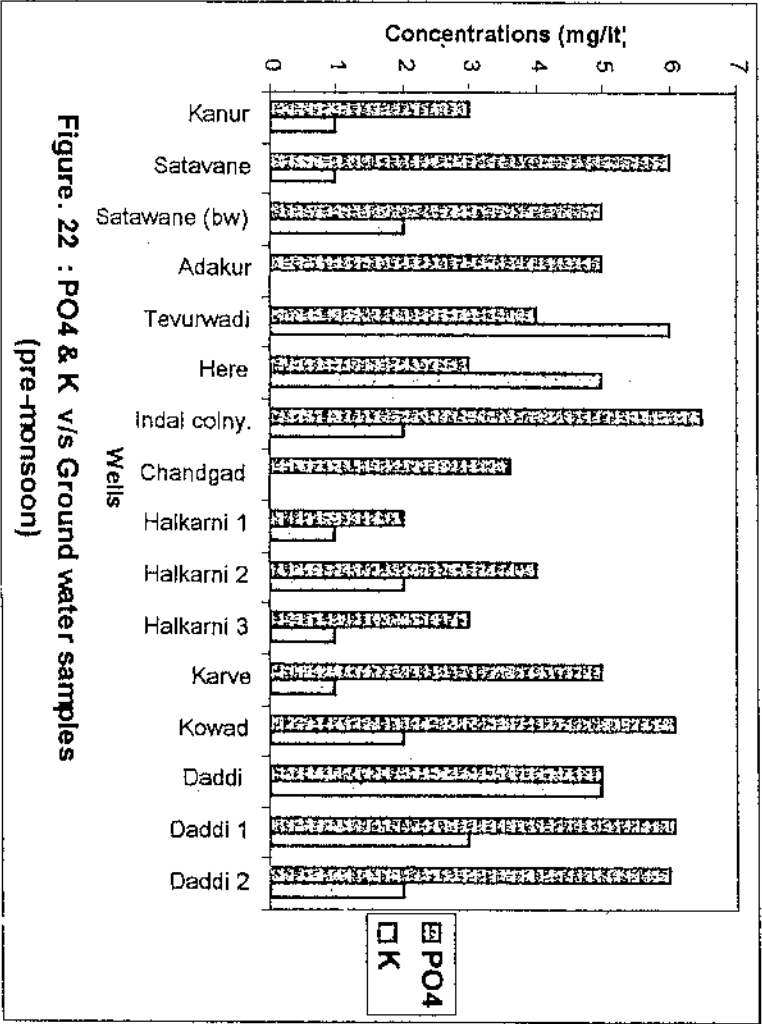 Concentrations (mg/lt)
0 1 2 3 4 5 6 7
Kanur
Satavane
Satawane (bw)
Adakur
Tevurwadi
Here
Indal colny.
Chandgad
Halkarni 1
Halkarni 2
Halkarni 3
Karve
Kowad
Daddi
Daddi 1
Daddi 2
Wells
PO4
K
Figure. 22 : PO4 & K v/s Ground water samples
(pre-monsoon)